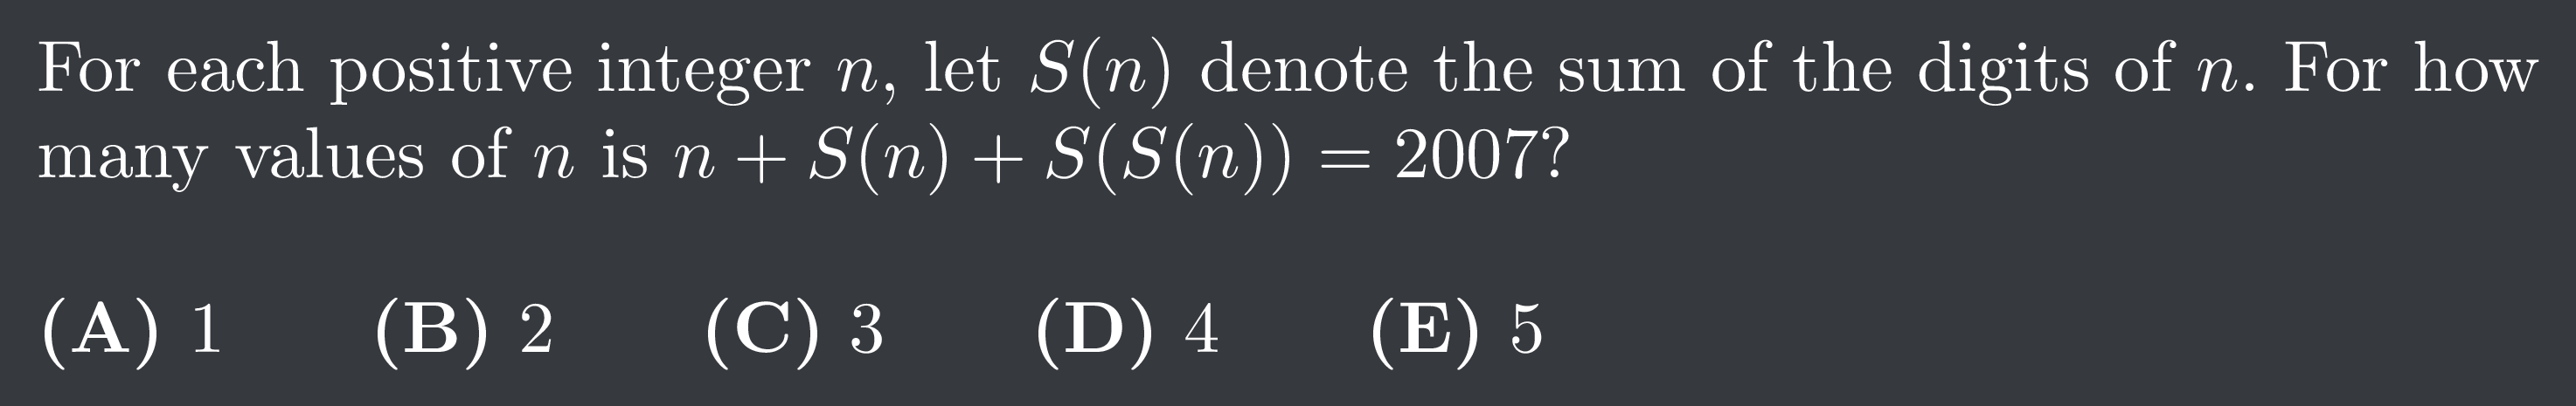 For each positive integer n, let S(n) denote the sum of the digits of n. For how
many values of n is n + S(n) + S(S(n)) = 2007?
(A) 1 (B) 2 (C) 3 (D) 4 (E) 5